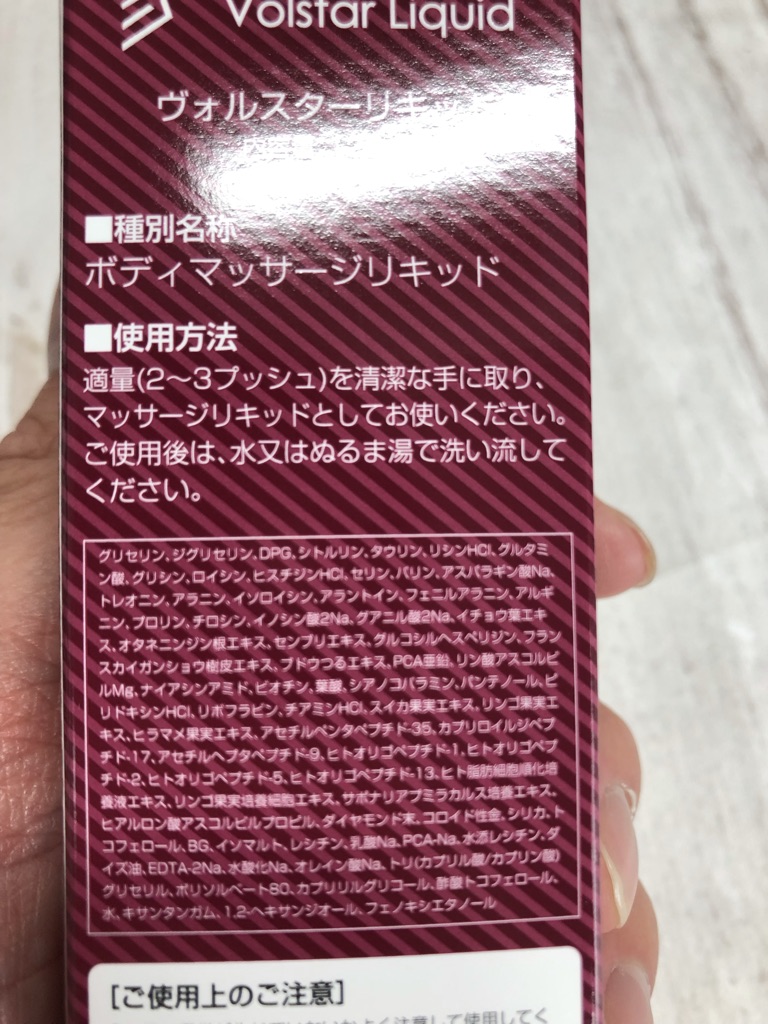 Volstar Liquid
ヴォルスターリキッド
■種別名称
ボディマッサージリキッド
■使用方法
適量(2〜3プッシュ)を清潔な手に取り、
マッサージリキッドとしてお使いください。
ご使用後は、水又はぬるま湯で洗い流して
ください。
グリセリン、ジグリセリン、DPG、シトルリン、タウリン、リシンHCl、グルタミ
ン酸、グリシン、ロイシン、ヒスチジンHCl、セリン、バリン、アスパラギン酸Na、
トレオニン、アラニン、イソロイシン、アラントイン、フェニルアラニン、アルギ
ニン、プロリン、チロシン、イノシン酸2Na、グアニル酸2Na、イチョウ葉エキ
ス、オタネニンジン根エキス、センブリエキス、グルコシルヘスペリジン、フラン
スカイガンショウ樹皮エキス、ブドウつるエキス、PCA亜鉛、リン酸アスコルビ
ルMg、ナイアシンアミド、ビオチン、葉酸、シアノコバラミン、パンテノール、ピ
リドキシンHCl、リボフラビン、チアミンHCl、スイカ果実エキス、リンゴ果実エ
キス、ヒラマメ果実エキス、アセチルペンタペプチド-35、カプリロイルジペプ
チド-17、アセチルヘプタペプチド-9、ヒトオリゴペプチド-1、ヒトオリゴペプ
チド-2、ヒトオリゴペプチド-5、ヒトオリゴペプチド-13、ヒト脂肪細胞順化培
養液エキス、リンゴ果実培養細胞エキス、サポナリアプミラカルス培養エキス、
ヒアルロン酸アスコルビルプロピル、ダイヤモンド末、コロイド性金、シリカ、ト
コフェロール、BG、イソマルト、レシチン、乳酸Na、PCA-Na、水添レシチン、ダ
イズ油、EDTA-2Na、水酸化Na、オレイン酸Na、トリ(カプリル酸/カプリン酸)
グリセリル、ポリソルベート80、カプリリルグリコール、酢酸トコフェロール、
水、キサンタンガム、1,2-ヘキサンジオール、フェノキシエタノール
[ご使用上のご注意]